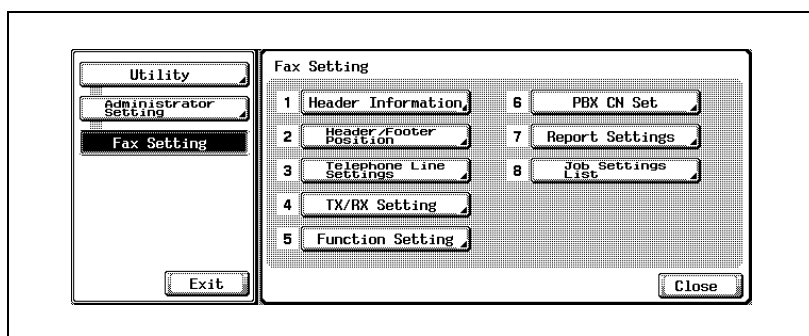 Utility
Administrator
Setting
Fax Setting
Exit
Fax Setting
1 Header Information
2 Header/Footer
Position
3 Telephone Line
Settings
4 TX/RX Setting
5 Function Setting
6 PBX CN Set
7 Report Settings
8 Job Settings
List
Close